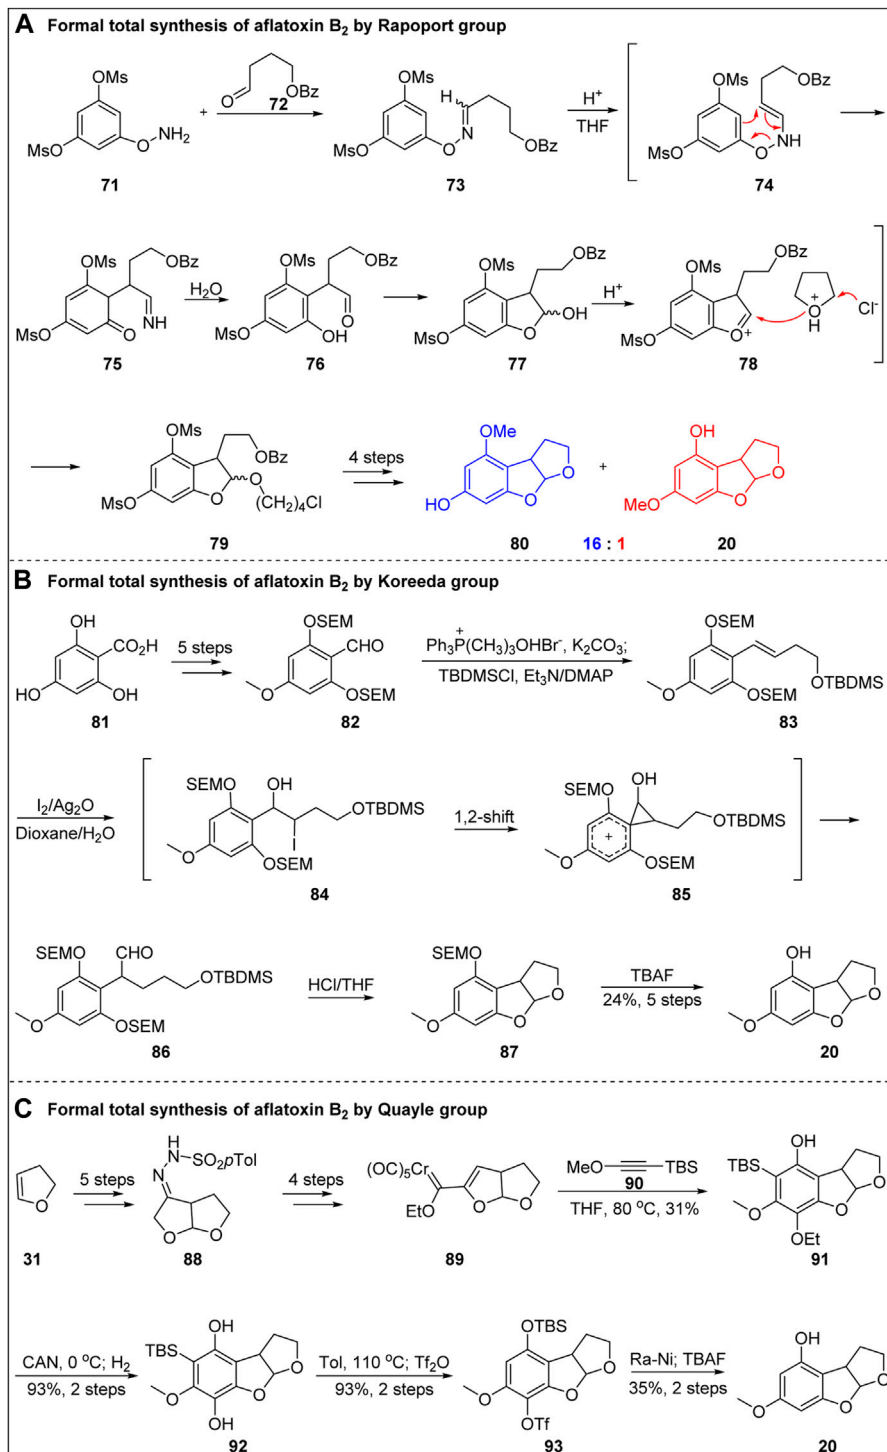 A Formal total synthesis of aflatoxin B2 by Rapoport group
OMs
MsO
O
NH2
71
+
O
72
OBz
OMs
MsO
O
N
H
OBz
73
H+
THF
OMs
MsO
O
NH
OBz
74
OMs
MsO
O
NH
OBz
75
H2O
OMs
MsO
OH
O
OBz
76
OMs
MsO
O
OH
OBz
77
H+
OMs
MsO
O
+
OBz
78
O
+
H
Cl-
OMs
MsO
O
O
(CH2)4Cl
OBz
79
4 steps
OMe
HO
O
O
80
+
16 : 1
OH
MeO
O
O
20
B Formal total synthesis of aflatoxin B2 by Koreeda group
OH
CO2H
HO
OH
81
5 steps
OSEM
CHO
O
OSEM
82
Ph3P+(CH3)3OHBr-, K2CO3;
TBDMSCl, Et3N/DMAP
SEMO
O
OSEM
OTBDMS
83
I2/Ag2O
Dioxane/H2O
SEMO
OH
OTBDMS
I
O
OSEM
84
1,2-shift
SEMO
OH
OTBDMS
+
O
OSEM
85
SEMO
CHO
OTBDMS
O
OSEM
86
HCl/THF
SEMO
O
O
O
87
TBAF
24%, 5 steps
OH
O
O
O
20
C Formal total synthesis of aflatoxin B2 by Quayle group
O
31
5 steps
H
N
SO2pTol
N
O
O
88
4 steps
(OC)5Cr
EtO
O
O
89
MeO
TBS
90
THF, 80 oC, 31%
OH
TBS
O
OEt
O
O
91
CAN, 0 oC; H2
93%, 2 steps
OH
TBS
O
OH
O
O
92
Tol, 110 oC; Tf2O
93%, 2 steps
OTBS
O
OTf
O
O
93
Ra-Ni; TBAF
35%, 2 steps
OH
O
O
O
20